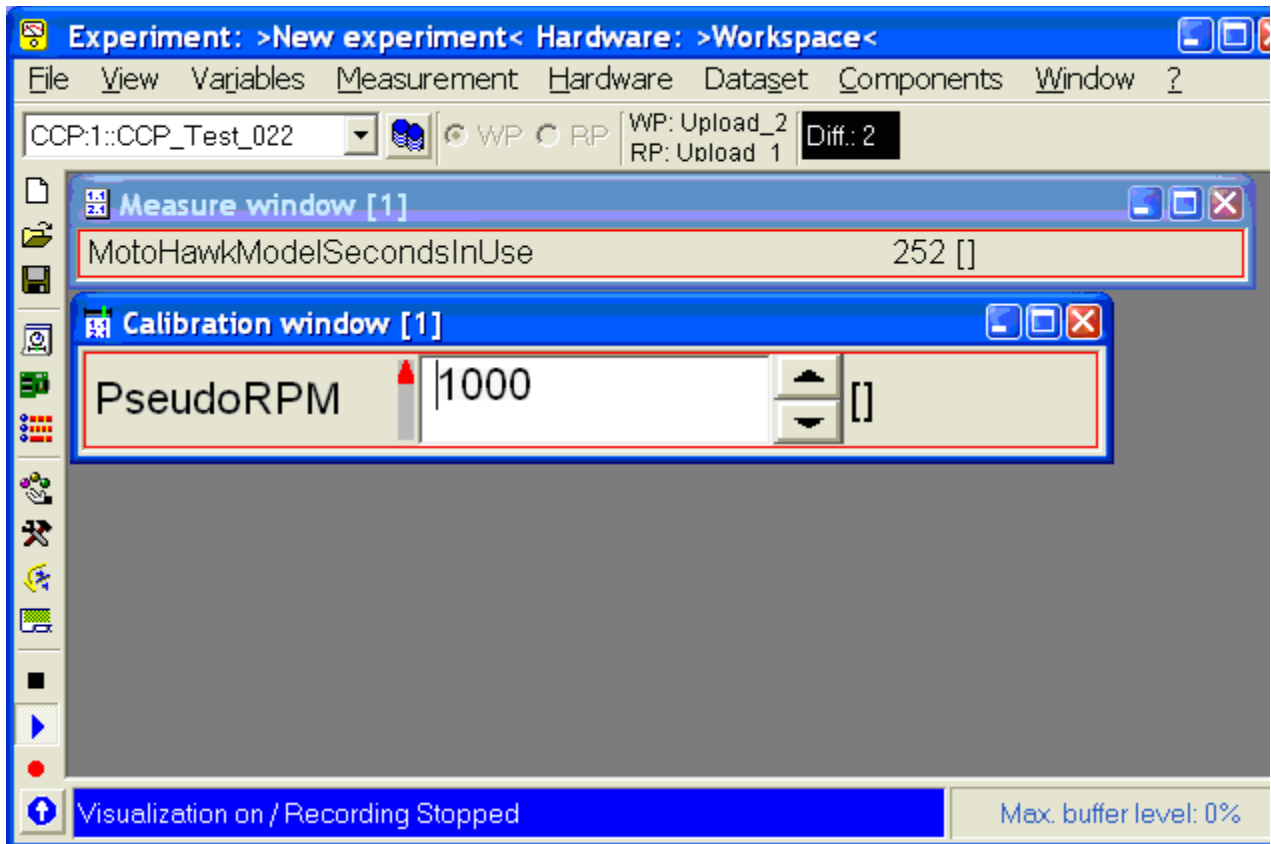 Experiment: >New experiment< Hardware: >Workspace<
File View Variables Measurement Hardware Dataset Components Window ?
CCP:1::CCP_Test_022 WP RP WP: Upload_2 Diff.: 2
RP: Upload_1
Measure window [1]
MotoHawkModelSecondsInUse 252 []
Calibration window [1]
PseudoRPM 1000 []
Visualization on / Recording Stopped Max. buffer level: 0%